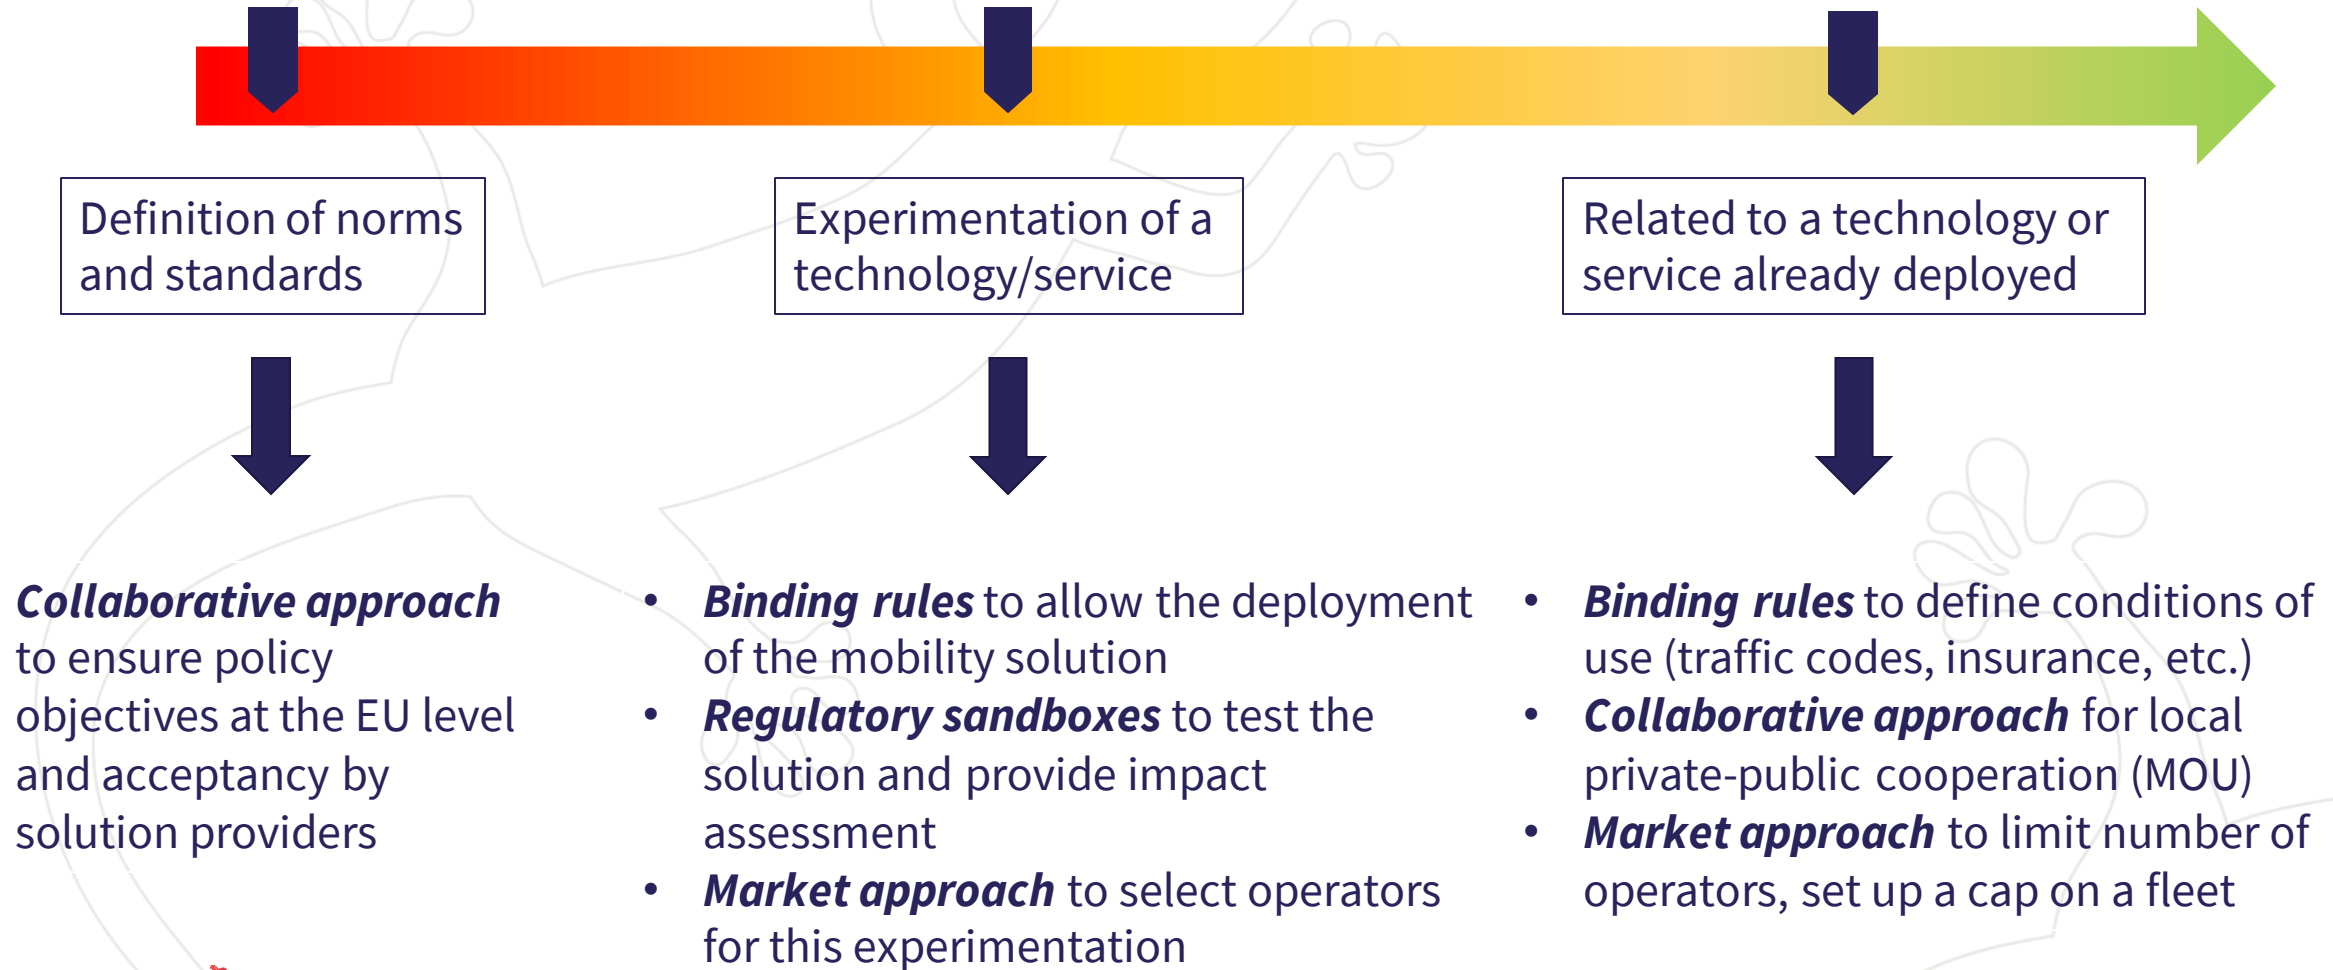 Definition of norms
and standards
Experimentation of a
technology/service
Related to a technology or
service already deployed
Collaborative approach
to ensure policy
objectives at the EU level
and acceptancy by
solution providers
• Binding rules to allow the deployment
of the mobility solution
• Regulatory sandboxes to test the
solution and provide impact
assessment
• Market approach to select operators
for this experimentation
• Binding rules to define conditions of
use (traffic codes, insurance, etc.)
• Collaborative approach for local
private-public cooperation (MOU)
• Market approach to limit number of
operators, set up a cap on a fleet